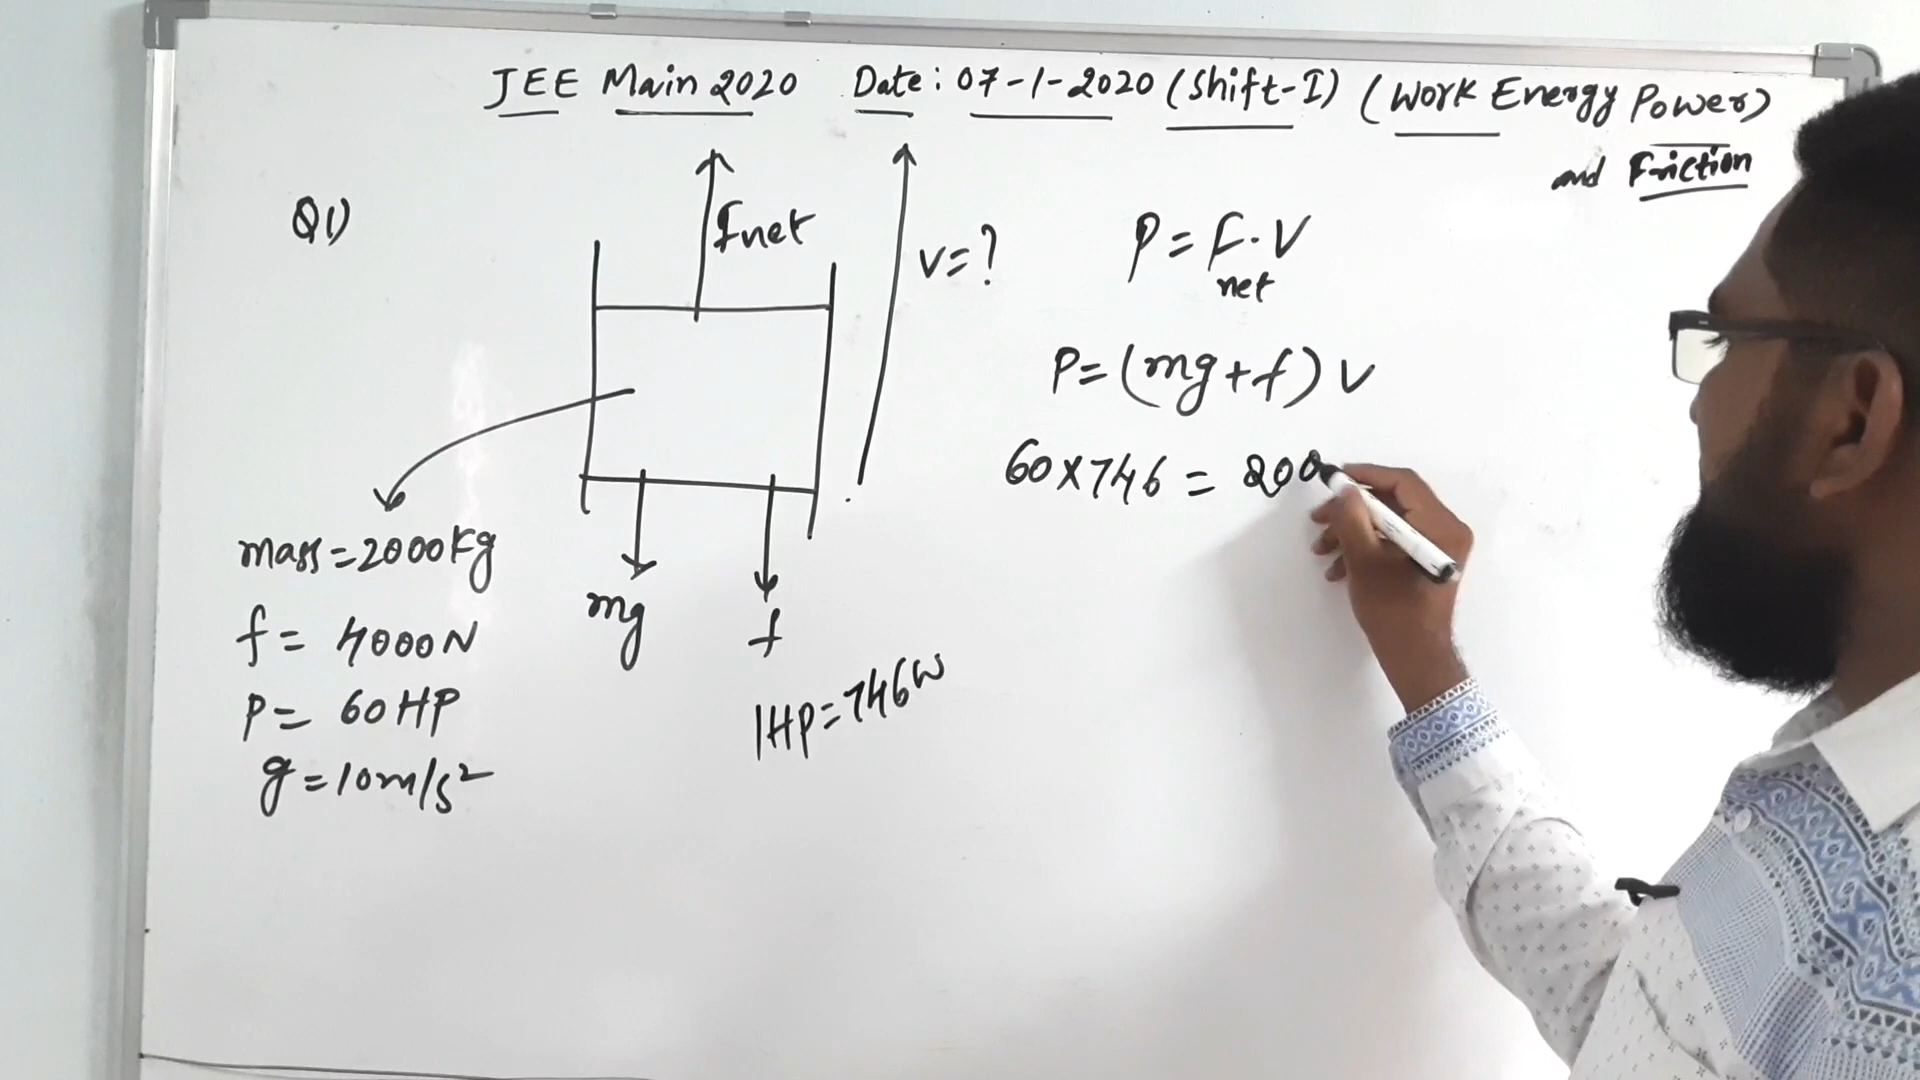 JEE Main 2020 Date: 07-1-2020 (Shift-I) (Work Energy Power)
and Friction
Q1)
Fnet
v=?
P = F.V
net
P=(mg+f) V
60x746 = 200
mass=2000Kg
f= 4000N
P= 60HP
g=10m/s²
mg
f
1HP=746W